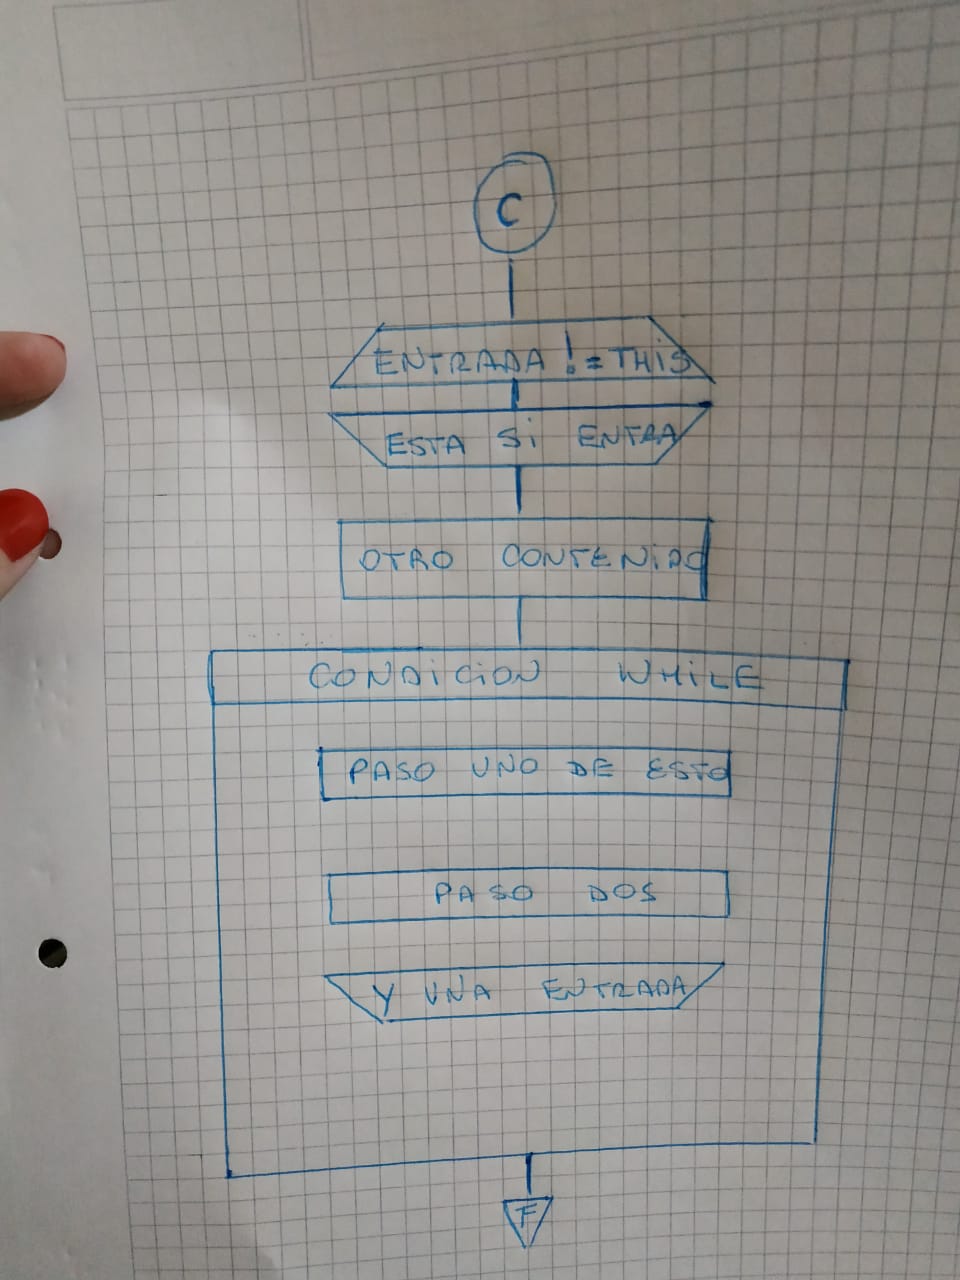 C
ENTRADA != THIS
ESTA Si ENTRA
OTRO CONTENiDO
CONDiCiON WHiLE
PASO UNO DE ESTO
PASO DOS
Y UNA ENTRADA
F